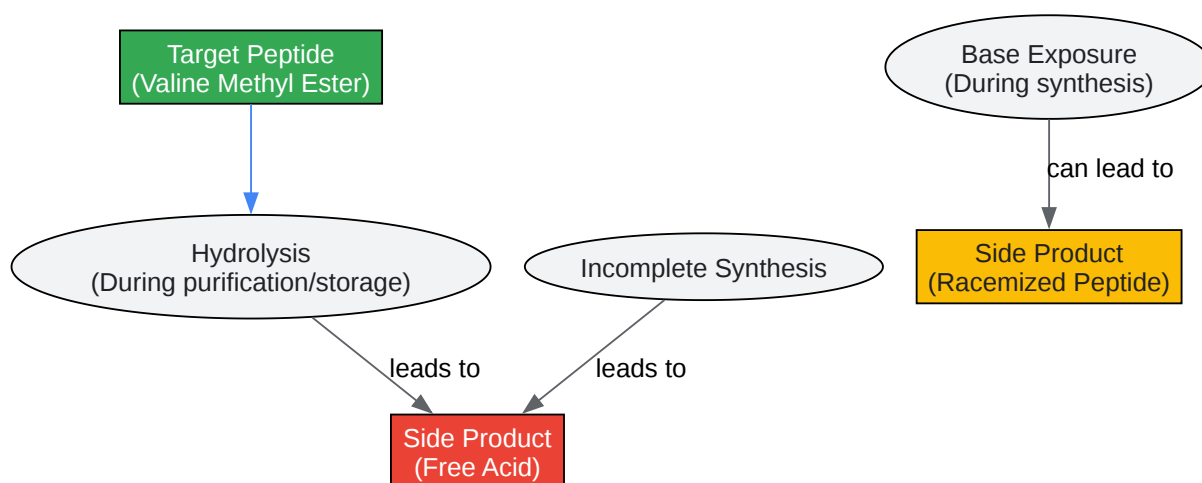 Target Peptide
(Valine Methyl Ester)
Base Exposure
(During synthesis)
can lead to
Hydrolysis
(During purification/storage)
Incomplete Synthesis
Side Product
(Racemized Peptide)
leads to
leads to
Side Product
(Free Acid)